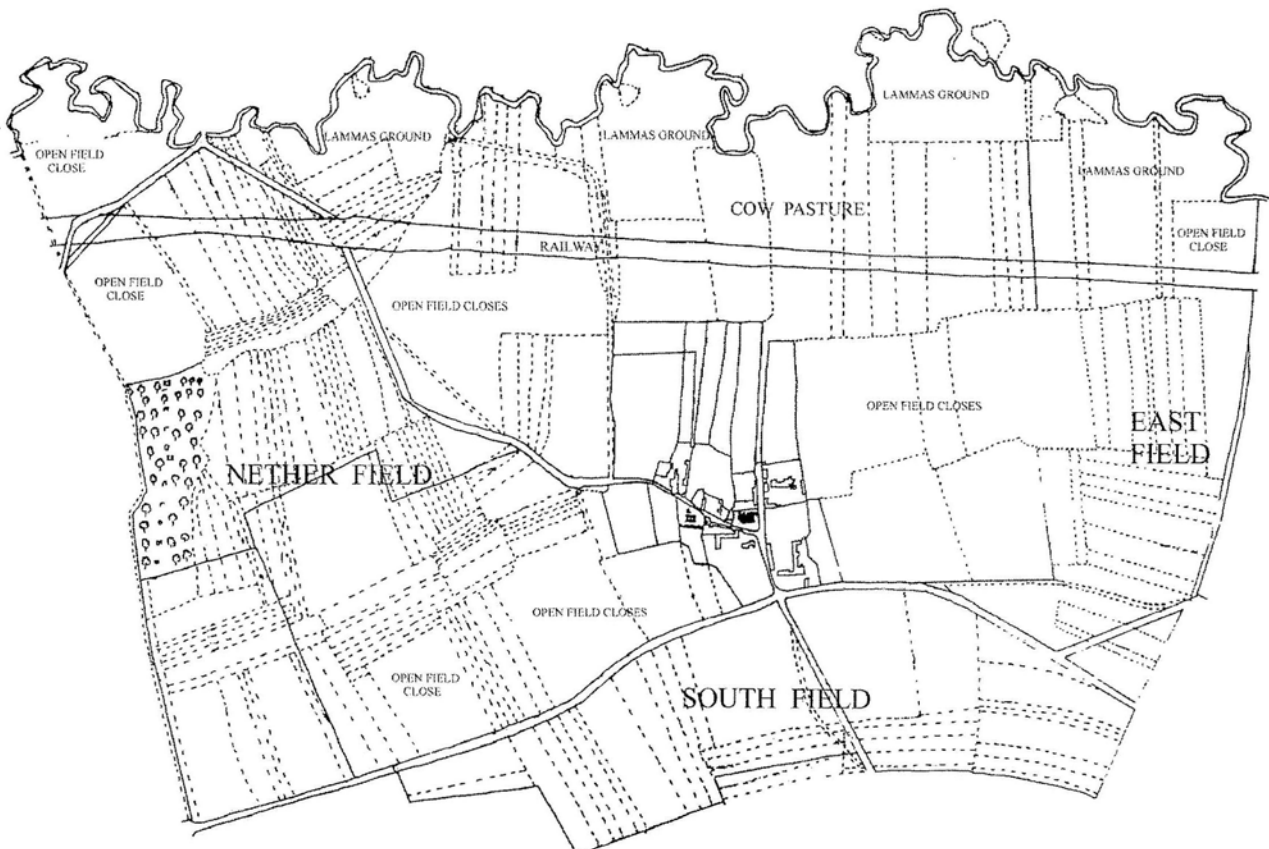 LAMMAS GROUND
LAMMAS GROUND
LAMMAS GROUND
OPEN FIELD
CLOSE
LAMMAS GROUND
COW PASTURE
OPEN FIELD
CLOSE
RAILWAY
OPEN FIELD
CLOSE
OPEN FIELD CLOSES
OPEN FIELD CLOSES
EAST
FIELD
NETHER FIELD
OPEN FIELD CLOSES
OPEN FIELD
CLOSE
SOUTH FIELD